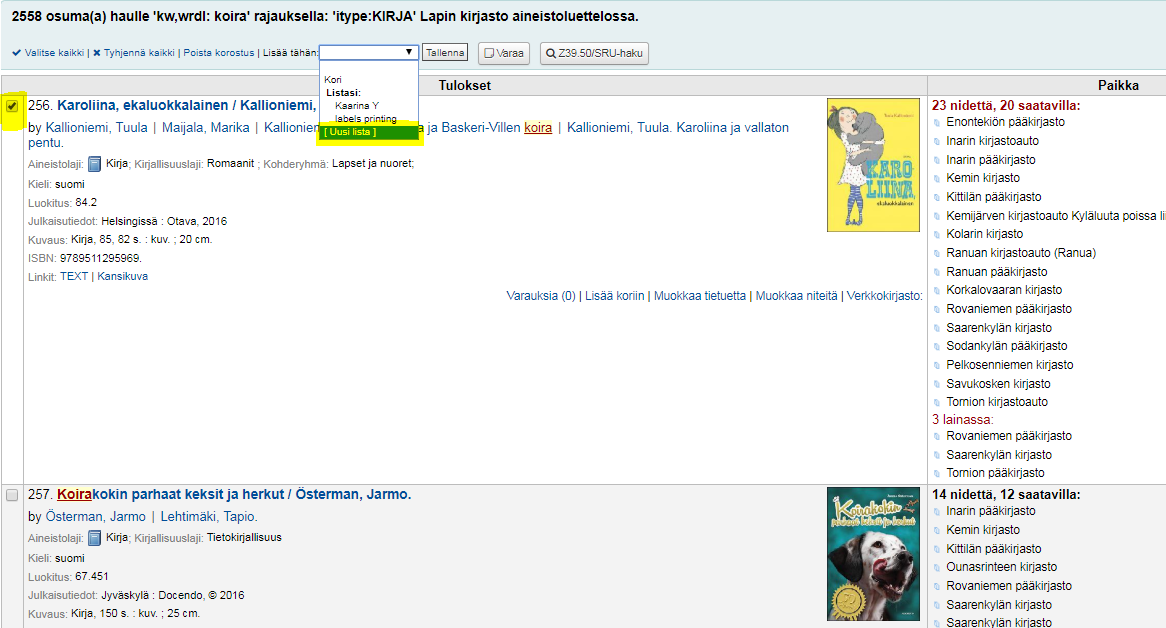 2558 osuma(a) haulle 'kw,wrdl: koira' rajauksella: 'itype:KIRJA' Lapin kirjasto aineistoluettelossa.
Valitse kaikki | Tyhjennä kaikki | Poista korostus | Lisää tähän: Tallenna Varaa Z39.50/SRU-haku
Kori
Listasi:
Kaarina Y
labels printing
[ Uusi lista ]
Tulokset Paikka
256. Karoliina, ekaluokkalainen / Kallioniemi,
by Kallioniemi, Tuula | Maijala, Marika | Kallionien a ja Baskeri-Villen koira | Kallioniemi, Tuula. Karoliina ja vallaton
pentu.
Aineistolaji: Kirja; Kirjallisuuslaji: Romaanit ; Kohderyhmä: Lapset ja nuoret;
Kieli: suomi
Luokitus: 84.2
Julkaisutiedot: Helsingissä : Otava, 2016
Kuvaus: Kirja, 85, 82 s. : kuv. ; 20 cm.
ISBN: 9789511295969.
Linkit: TEXT | Kansikuva
Varauksia (0) | Lisää koriin | Muokkaa tietuetta | Muokkaa niteitä | Verkkokirjasto:
KARO
LIINA,
ekaluokkalainen
23 nidettä, 20 saatavilla:
Enontekiön pääkirjasto
Inarin kirjastoauto
Inarin pääkirjasto
Kemin kirjasto
Kittilän pääkirjasto
Kemijärven kirjastoauto Kyläluuta poissa lii
Kolarin kirjasto
Ranuan kirjastoauto (Ranua)
Ranuan pääkirjasto
Korkalovaaran kirjasto
Rovaniemen pääkirjasto
Saarenkylän kirjasto
Sodankylän pääkirjasto
Pelkosenniemen kirjasto
Savukosken kirjasto
Tornion kirjastoauto
3 lainassa:
Rovaniemen pääkirjasto
Saarenkylän kirjasto
Tornion pääkirjasto
257. Koirakokin parhaat keksit ja herkut / Österman, Jarmo.
by Österman, Jarmo | Lehtimäki, Tapio.
Aineistolaji: Kirja; Kirjallisuuslaji: Tietokirjallisuus
Kieli: suomi
Luokitus: 67.451
Julkaisutiedot: Jyväskylä : Docendo, © 2016
Kuvaus: Kirja, 150 s. : kuv. ; 25 cm.
Koirakokin
parhaat keksit ja herkut
14 nidettä, 12 saatavilla:
Inarin pääkirjasto
Kemin kirjasto
Kittilän pääkirjasto
Ounasrinteen kirjasto
Rovaniemen pääkirjasto
Saarenkylän kirjasto
Saarenkylän kirjasto